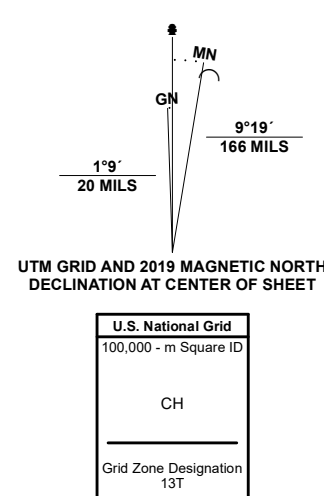 MN
GN
9°19´
166 MILS
1°9´
20 MILS
UTM GRID AND 2019 MAGNETIC NORTH
DECLINATION AT CENTER OF SHEET
U.S. National Grid
100,000 - m Square ID
CH
Grid Zone Designation
13T